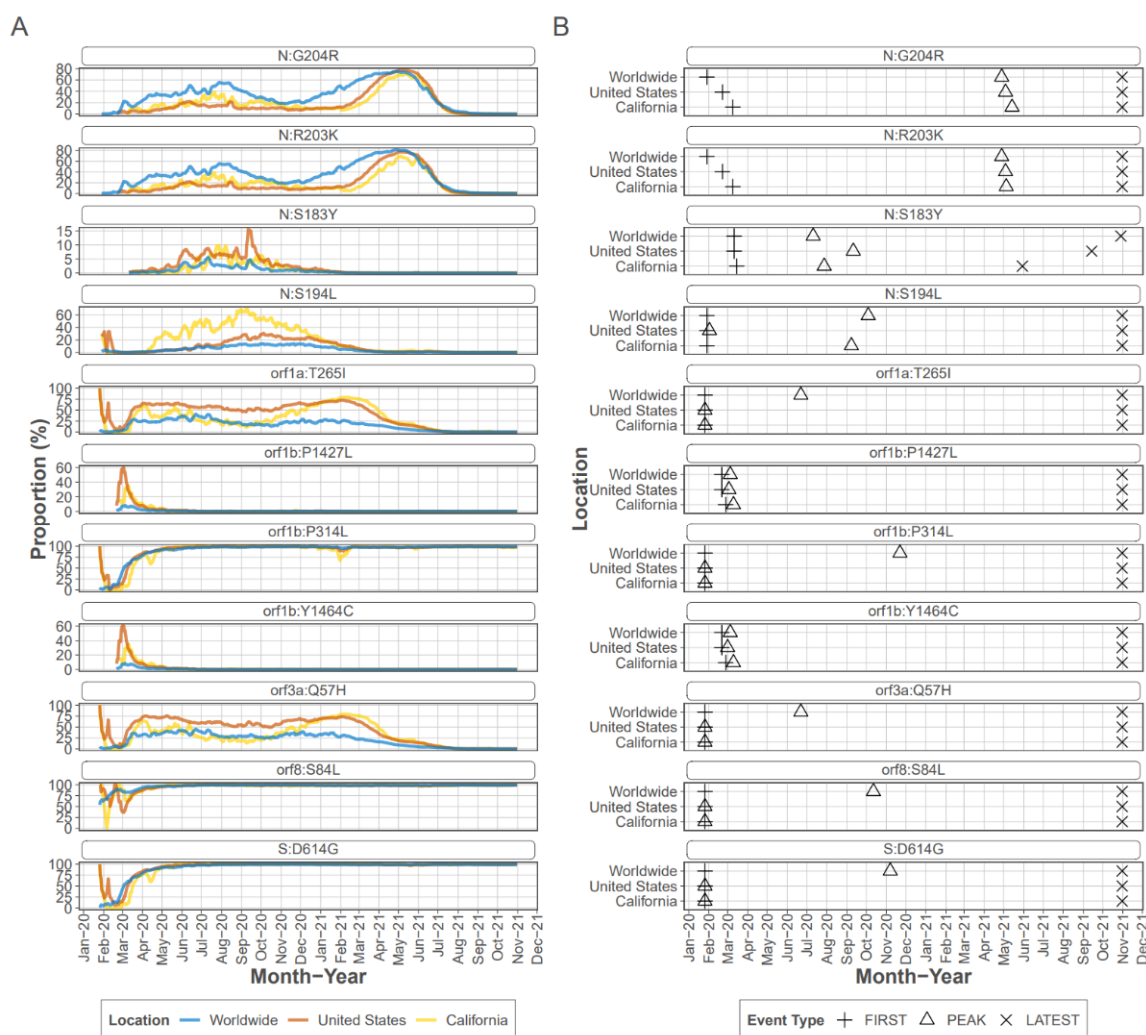 A
N:G204R
80
60
40
20
0
N:R203K
80
60
40
20
0
N:S183Y
15
10
5
0
N:S194L
60
40
20
0
orf1a:T265I
100
75
50
25
0
orf1b:P1427L
60
40
20
0
orf1b:P314L
100
75
50
25
0
orf1b:Y1464C
60
40
20
0
orf3a:Q57H
100
75
50
25
0
orf8:S84L
100
75
50
25
0
S:D614G
100
75
50
25
0
Proportion (%)
Jan−20
Feb−20
Mar−20
Apr−20
May−20
Jun−20
Jul−20
Aug−20
Sep−20
Oct−20
Nov−20
Dec−20
Jan−21
Feb−21
Mar−21
Apr−21
May−21
Jun−21
Jul−21
Aug−21
Sep−21
Oct−21
Nov−21
Dec−21
Month−Year
Location Worldwide United States California
B
N:G204R
Worldwide
United States
California
N:R203K
Worldwide
United States
California
N:S183Y
Worldwide
United States
California
N:S194L
Worldwide
United States
California
orf1a:T265I
Worldwide
United States
California
orf1b:P1427L
Worldwide
United States
California
orf1b:P314L
Worldwide
United States
California
orf1b:Y1464C
Worldwide
United States
California
orf3a:Q57H
Worldwide
United States
California
orf8:S84L
Worldwide
United States
California
S:D614G
Worldwide
United States
California
Location
Jan−20
Feb−20
Mar−20
Apr−20
May−20
Jun−20
Jul−20
Aug−20
Sep−20
Oct−20
Nov−20
Dec−20
Jan−21
Feb−21
Mar−21
Apr−21
May−21
Jun−21
Jul−21
Aug−21
Sep−21
Oct−21
Nov−21
Dec−21
Month−Year
Event Type FIRST PEAK LATEST